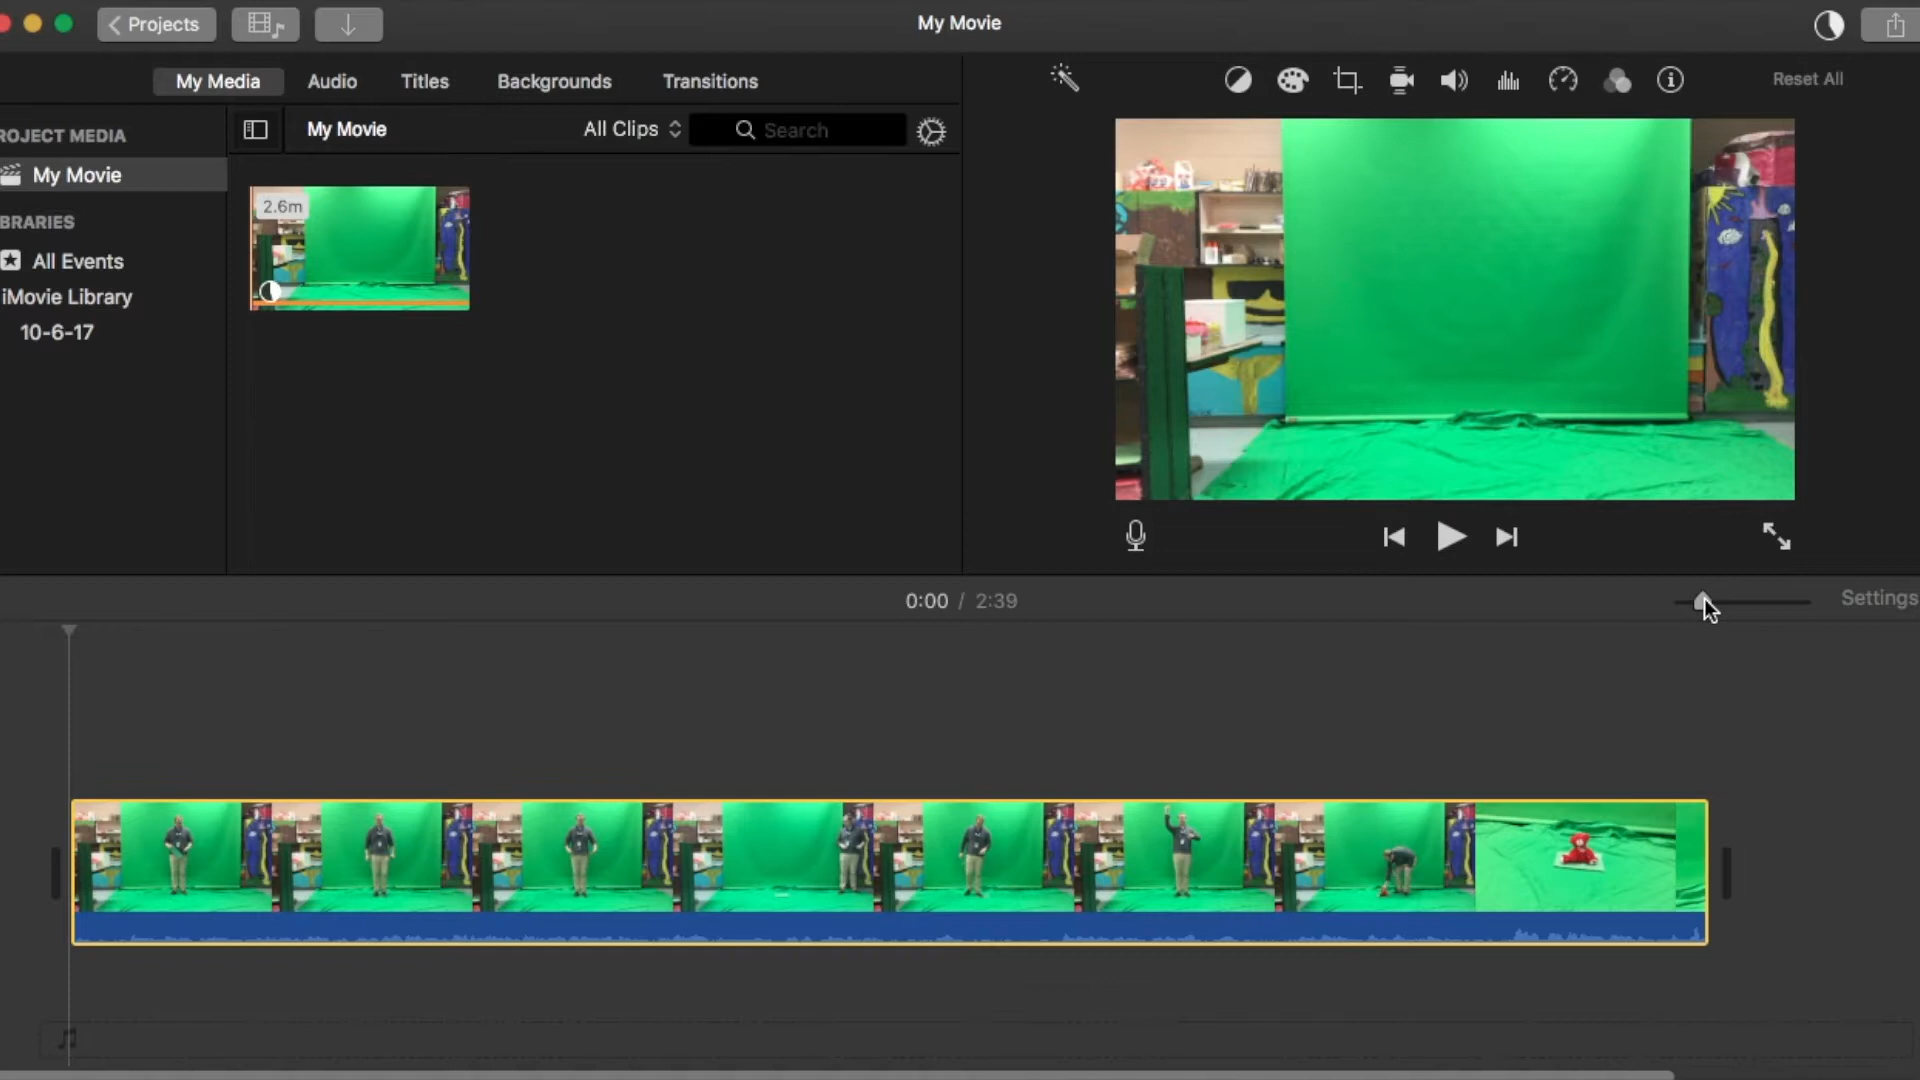 Projects
My Movie
My Media
Audio
Titles
Backgrounds
Transitions
Reset All
ROJECT MEDIA
My Movie
All Clips
Search
My Movie
2.6m
BRARIES
All Events
iMovie Library
10-6-17
0:00 / 2:39
Settings